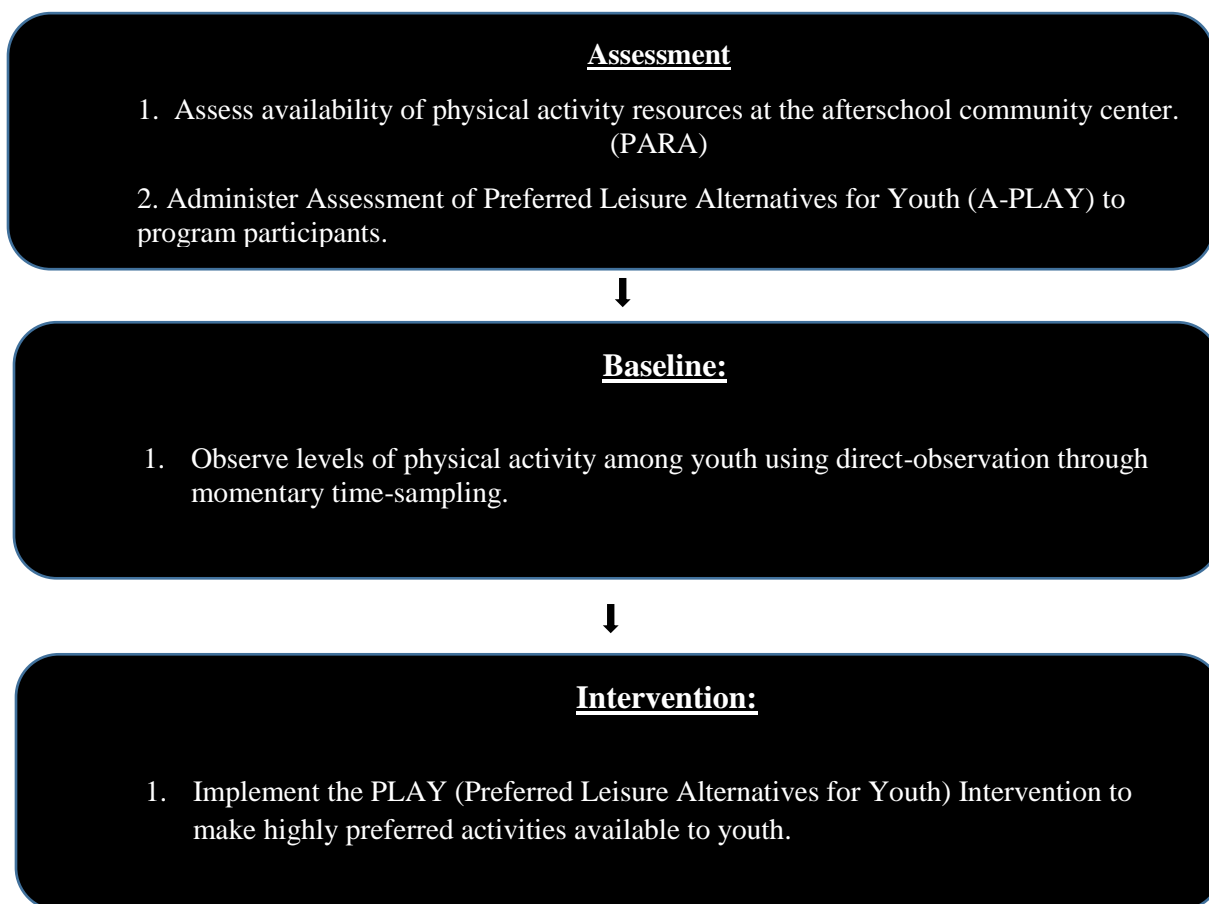 Assessment
1. Assess availability of physical activity resources at the afterschool community center.
(PARA)
2. Administer Assessment of Preferred Leisure Alternatives for Youth (A-PLAY) to
program participants.
Baseline:
1. Observe levels of physical activity among youth using direct-observation through
momentary time-sampling.
Intervention:
1. Implement the PLAY (Preferred Leisure Alternatives for Youth) Intervention to
make highly preferred activities available to youth.